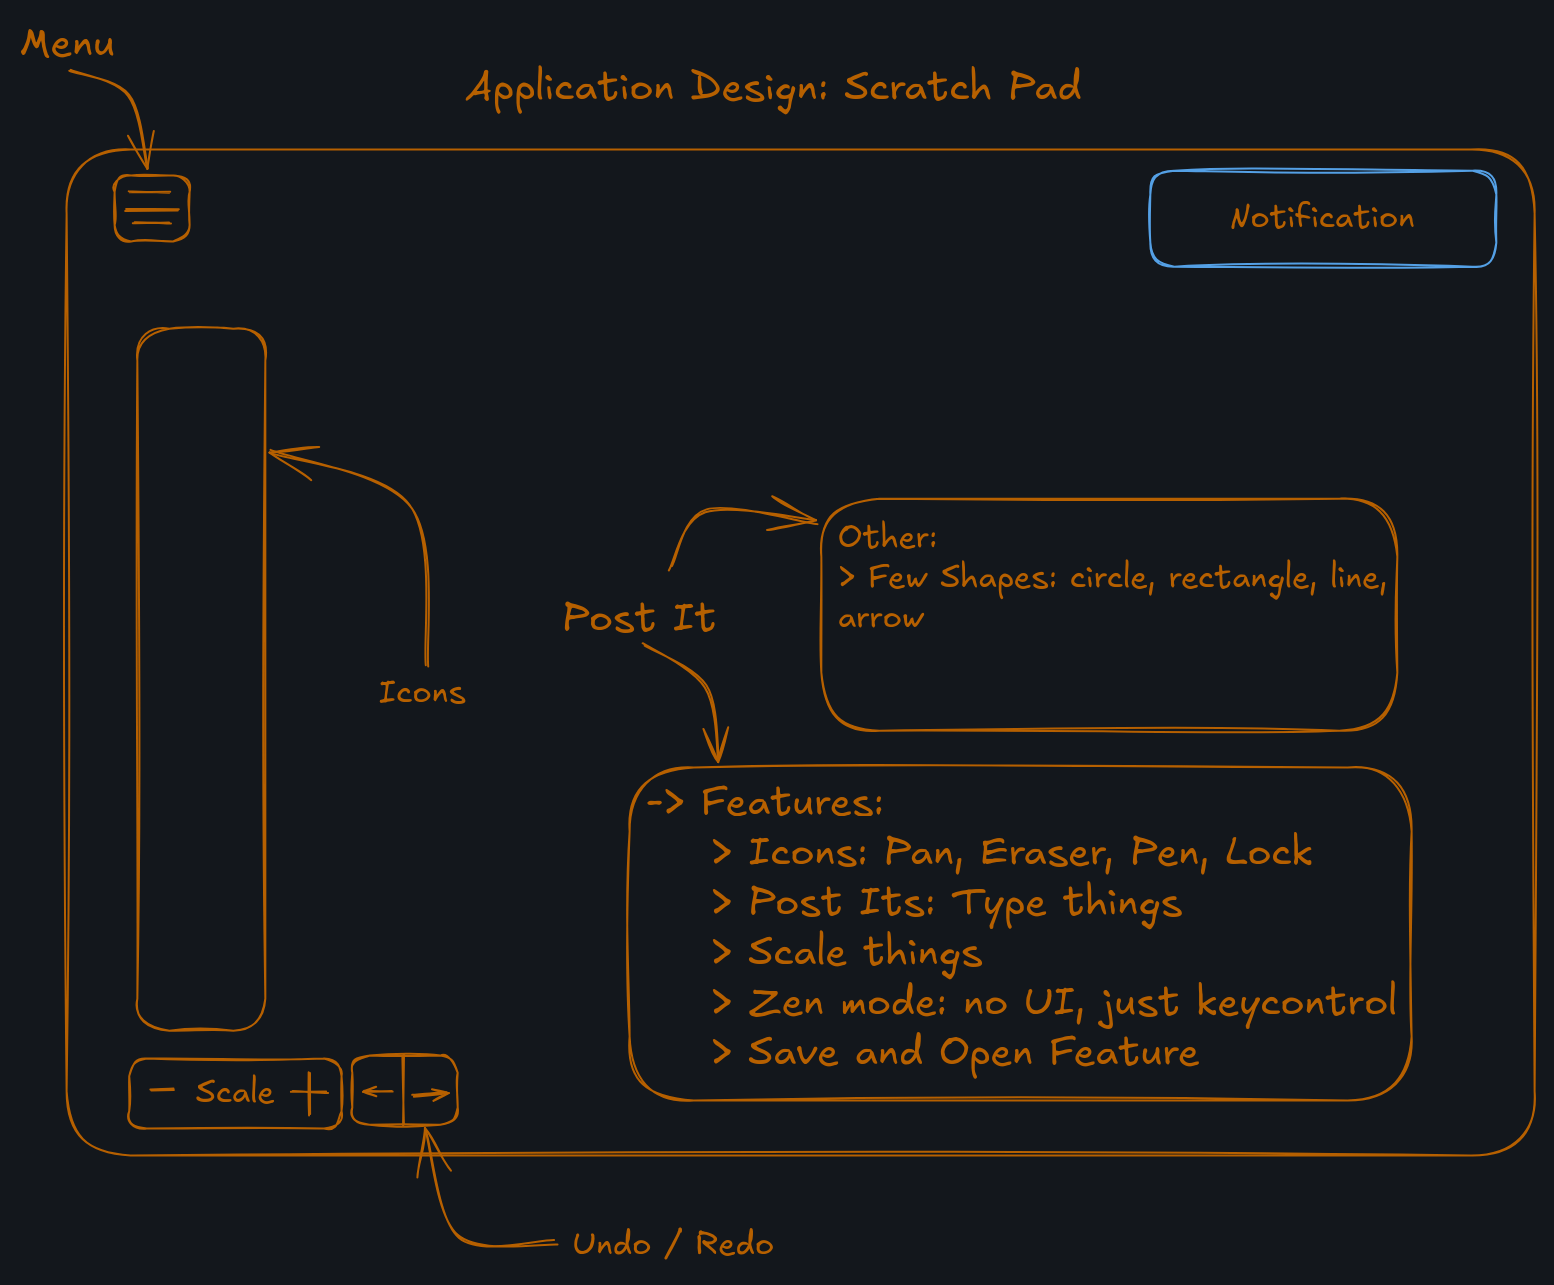 Menu
Application Design: Scratch Pad
Notification
Other:
> Few Shapes: circle, rectangle, line,
arrow
Post It
Icons
-> Features:
> Icons: Pan, Eraser, Pen, Lock
> Post Its: Type things
> Scale things
> Zen mode: no UI, just keycontrol
> Save and Open Feature
- Scale +
Undo / Redo